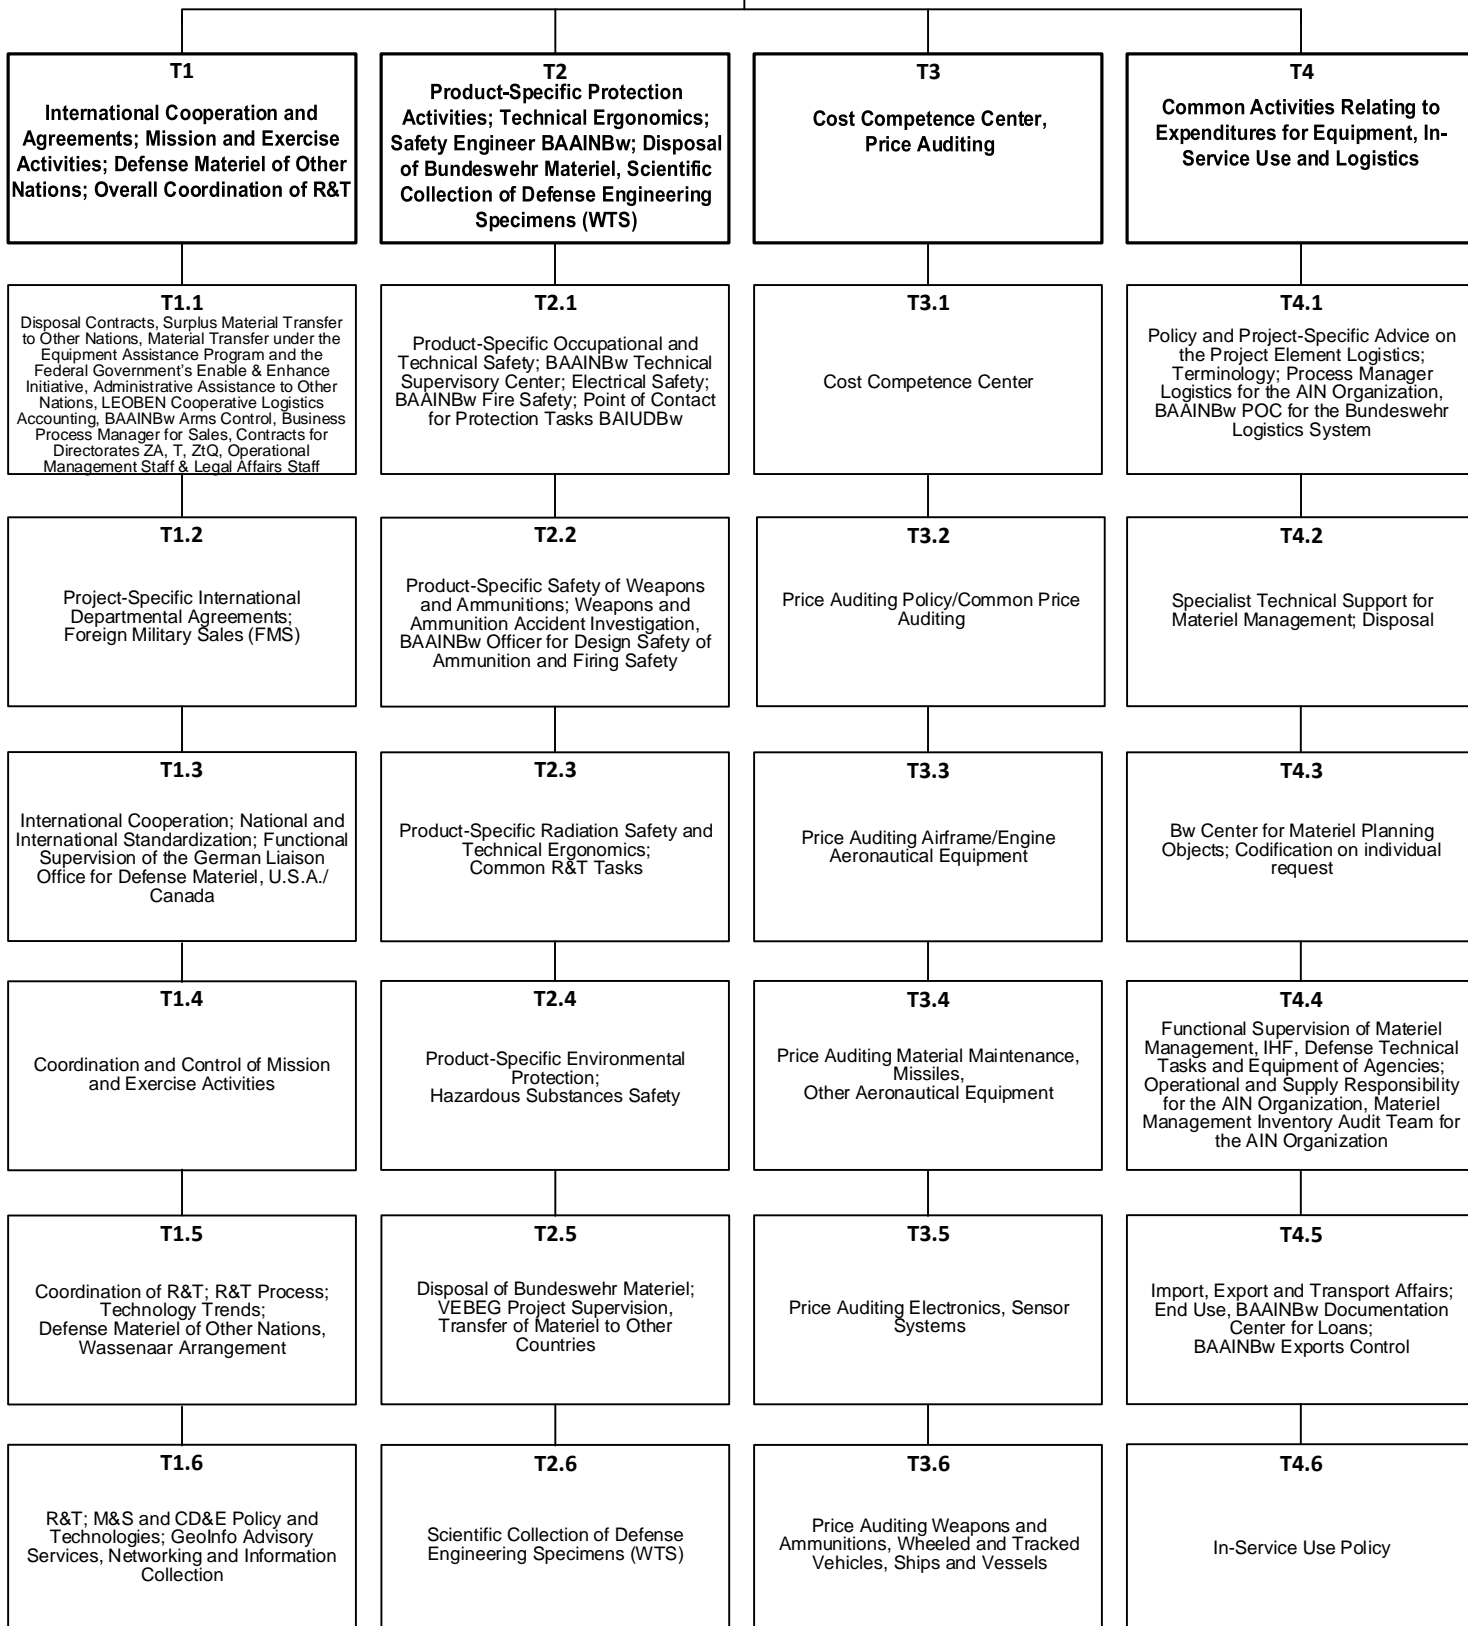 T1
International Cooperation and
Agreements; Mission and Exercise
Activities; Defense Materiel of Other
Nations; Overall Coordination of R&T
T2
Product-Specific Protection
Activities; Technical Ergonomics;
Safety Engineer BAAINBw; Disposal
of Bundeswehr Materiel, Scientific
Collection of Defense Engineering
Specimens (WTS)
T3
Cost Competence Center,
Price Auditing
T4
Common Activities Relating to
Expenditures for Equipment, In-
Service Use and Logistics
T1.1
Disposal Contracts, Surplus Material Transfer
to Other Nations, Material Transfer under the
Equipment Assistance Program and the
Federal Government's Enable & Enhance
Initiative, Administrative Assistance to Other
Nations, LEOBEN Cooperative Logistics
Accounting, BAAINBw Arms Control, Business
Process Manager for Sales, Contracts for
Directorates ZA, T, ZtQ, Operational
Management Staff & Legal Affairs Staff
T2.1
Product-Specific Occupational and
Technical Safety; BAAINBw Technical
Supervisory Center; Electrical Safety;
BAAINBw Fire Safety; Point of Contact
for Protection Tasks BAIUDBw
T3.1
Cost Competence Center
T4.1
Policy and Project-Specific Advice on
the Project Element Logistics;
Terminology; Process Manager
Logistics for the AIN Organization,
BAAINBw POC for the Bundeswehr
Logistics System
T1.2
Project-Specific International
Departmental Agreements;
Foreign Military Sales (FMS)
T2.2
Product-Specific Safety of Weapons
and Ammunitions; Weapons and
Ammunition Accident Investigation,
BAAINBw Officer for Design Safety of
Ammunition and Firing Safety
T3.2
Price Auditing Policy/Common Price
Auditing
T4.2
Specialist Technical Support for
Materiel Management; Disposal
T1.3
International Cooperation; National and
International Standardization; Functional
Supervision of the German Liaison
Office for Defense Materiel, U.S.A./
Canada
T2.3
Product-Specific Radiation Safety and
Technical Ergonomics;
Common R&T Tasks
T3.3
Price Auditing Airframe/Engine
Aeronautical Equipment
T4.3
Bw Center for Materiel Planning
Objects; Codification on individual
request
T1.4
Coordination and Control of Mission
and Exercise Activities
T2.4
Product-Specific Environmental
Protection;
Hazardous Substances Safety
T3.4
Price Auditing Material Maintenance,
Missiles,
Other Aeronautical Equipment
T4.4
Functional Supervision of Materiel
Management, IHF, Defense Technical
Tasks and Equipment of Agencies;
Operational and Supply Responsibility
for the AIN Organization, Materiel
Management Inventory Audit Team for
the AIN Organization
T1.5
Coordination of R&T; R&T Process;
Technology Trends;
Defense Materiel of Other Nations,
Wassenaar Arrangement
T2.5
Disposal of Bundeswehr Materiel;
VEBEG Project Supervision,
Transfer of Materiel to Other
Countries
T3.5
Price Auditing Electronics, Sensor
Systems
T4.5
Import, Export and Transport Affairs;
End Use, BAAINBw Documentation
Center for Loans;
BAAINBw Exports Control
T1.6
R&T; M&S and CD&E Policy and
Technologies; GeoInfo Advisory
Services, Networking and Information
Collection
T2.6
Scientific Collection of Defense
Engineering Specimens (WTS)
T3.6
Price Auditing Weapons and
Ammunitions, Wheeled and Tracked
Vehicles, Ships and Vessels
T4.6
In-Service Use Policy